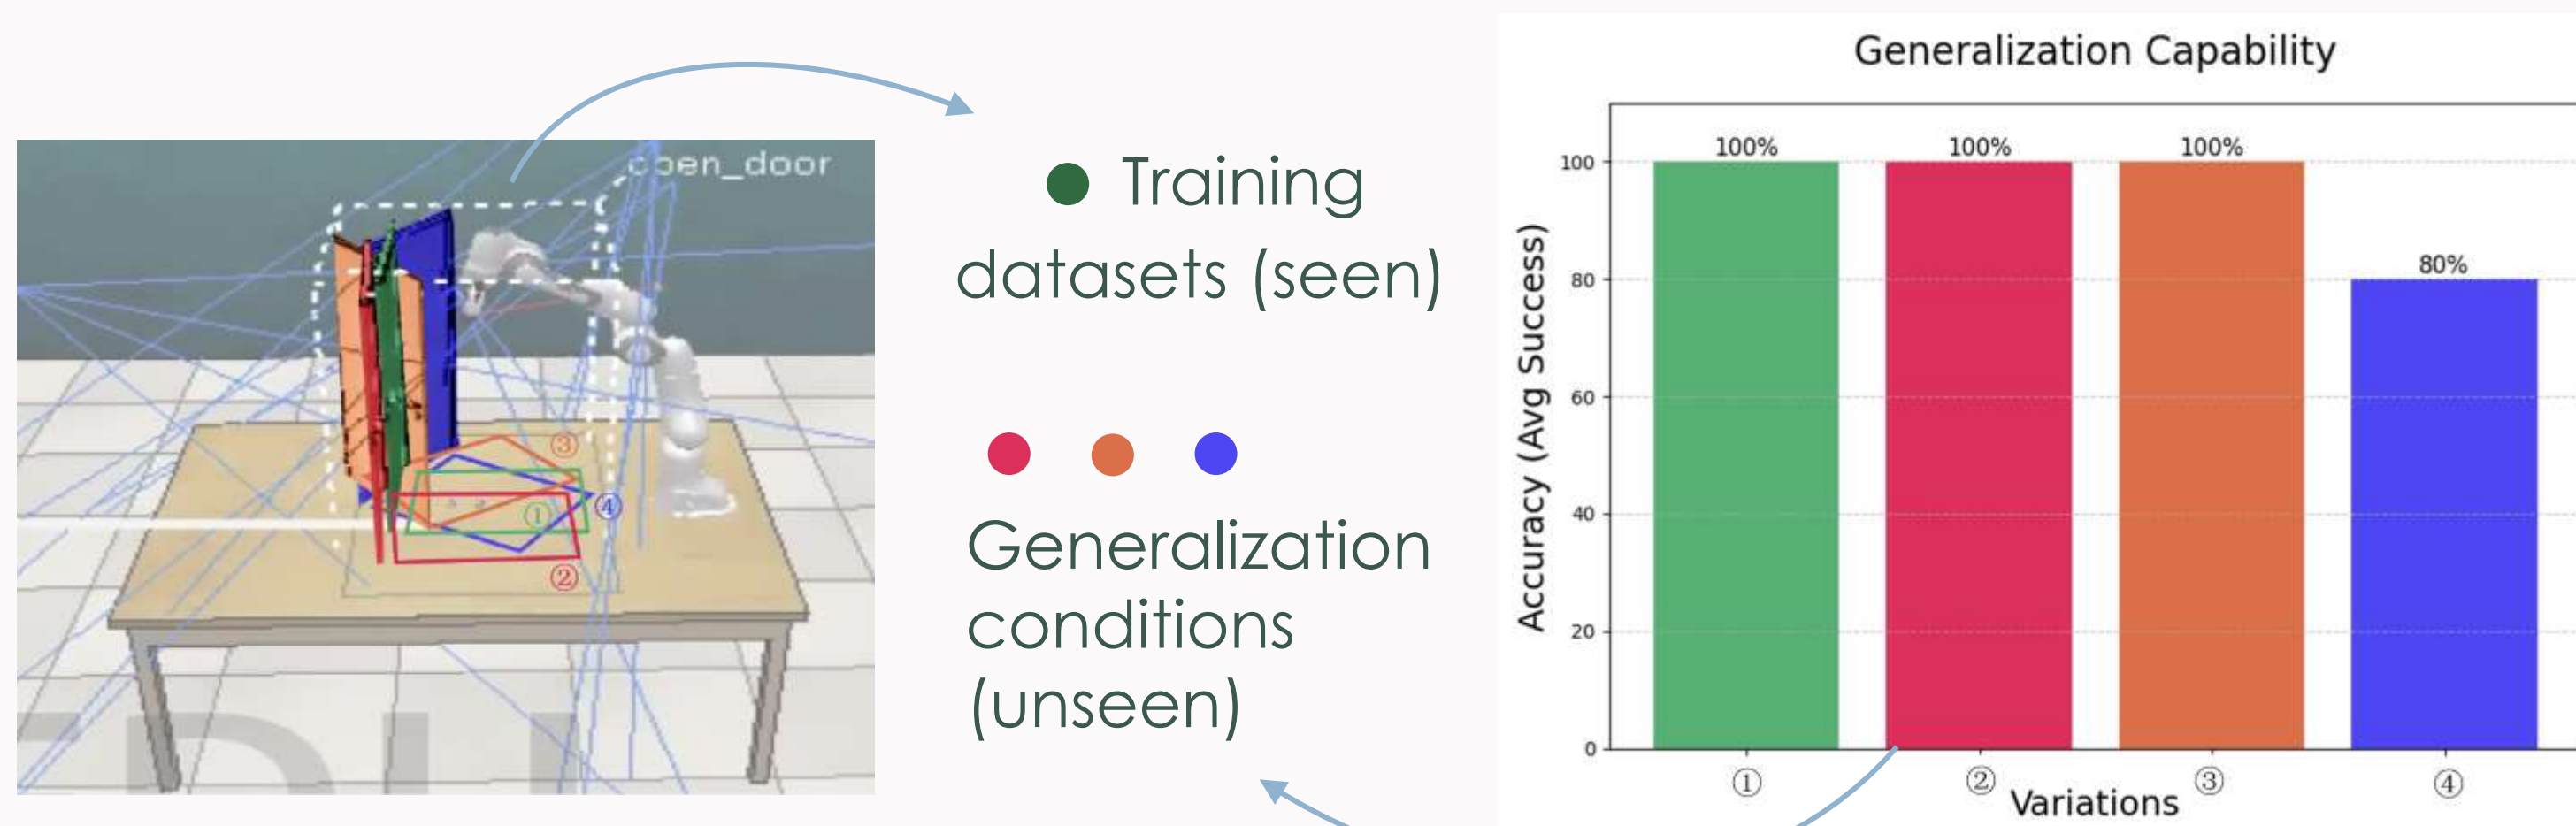 open_door
③
①
④
②
Training
datasets (seen)
Generalization
conditions
(unseen)
Generalization Capability
Accuracy (Avg Success)
100
80
60
40
20
0
100%
100%
100%
80%
①
②
③
④
Variations